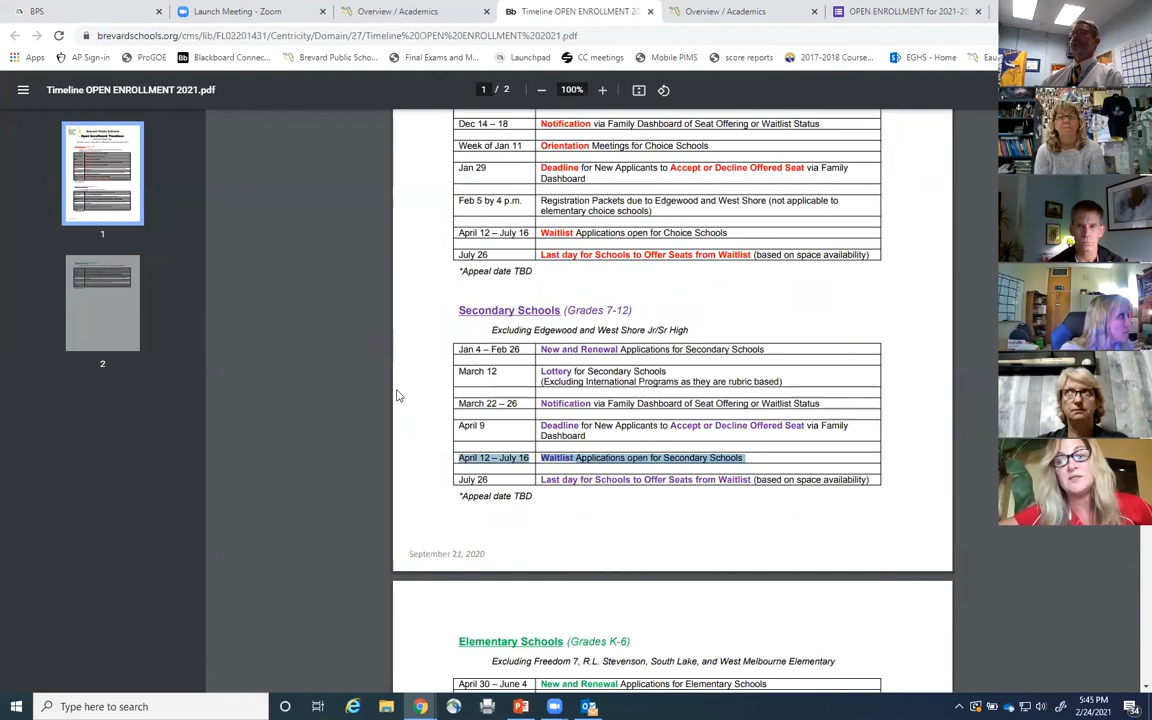 BPS
Launch Meeting - Zoom
Overview / Academics
Bb Timeline OPEN ENROLLMENT 20
Overview / Academics
OPEN ENROLLMENT for 2021-20
brevardschools.org/cms/lib/FL02201431/Centricity/Domain/27/Timeline%20OPEN%20ENROLLMENT%202021.pdf
Apps AP Sign-in ProGOE Bb Blackboard Connec... Brevard Public Scho... Final Exams and M... Launchpad CC meetings Mobile PIMS score reports 2017-2018 Course... EGHS - Home Eau
Timeline OPEN ENROLLMENT 2021.pdf
1 / 2
100%
Dec 14 – 18 Notification via Family Dashboard of Seat Offering or Waitlist Status
Week of Jan 11 Orientation Meetings for Choice Schools
Jan 29 Deadline for New Applicants to Accept or Decline Offered Seat via Family
Dashboard
Feb 5 by 4 p.m. Registration Packets due to Edgewood and West Shore (not applicable to
elementary choice schools)
April 12 – July 16 Waitlist Applications open for Choice Schools
July 26 Last day for Schools to Offer Seats from Waitlist (based on space availability)
*Appeal date TBD
Secondary Schools (Grades 7-12)
Excluding Edgewood and West Shore Jr/Sr High
Jan 4 – Feb 26 New and Renewal Applications for Secondary Schools
March 12 Lottery for Secondary Schools
(Excluding International Programs as they are rubric based)
March 22 – 26 Notification via Family Dashboard of Seat Offering or Waitlist Status
April 9 Deadline for New Applicants to Accept or Decline Offered Seat via Family
Dashboard
April 12 – July 16 Waitlist Applications open for Secondary Schools
July 26 Last day for Schools to Offer Seats from Waitlist (based on space availability)
*Appeal date TBD
September 21, 2020
Elementary Schools (Grades K-6)
Excluding Freedom 7, R.L. Stevenson, South Lake, and West Melbourne Elementary
April 30 – June 4 New and Renewal Applications for Elementary Schools
1
2
Type here to search
5:45 PM
2/24/2021
34